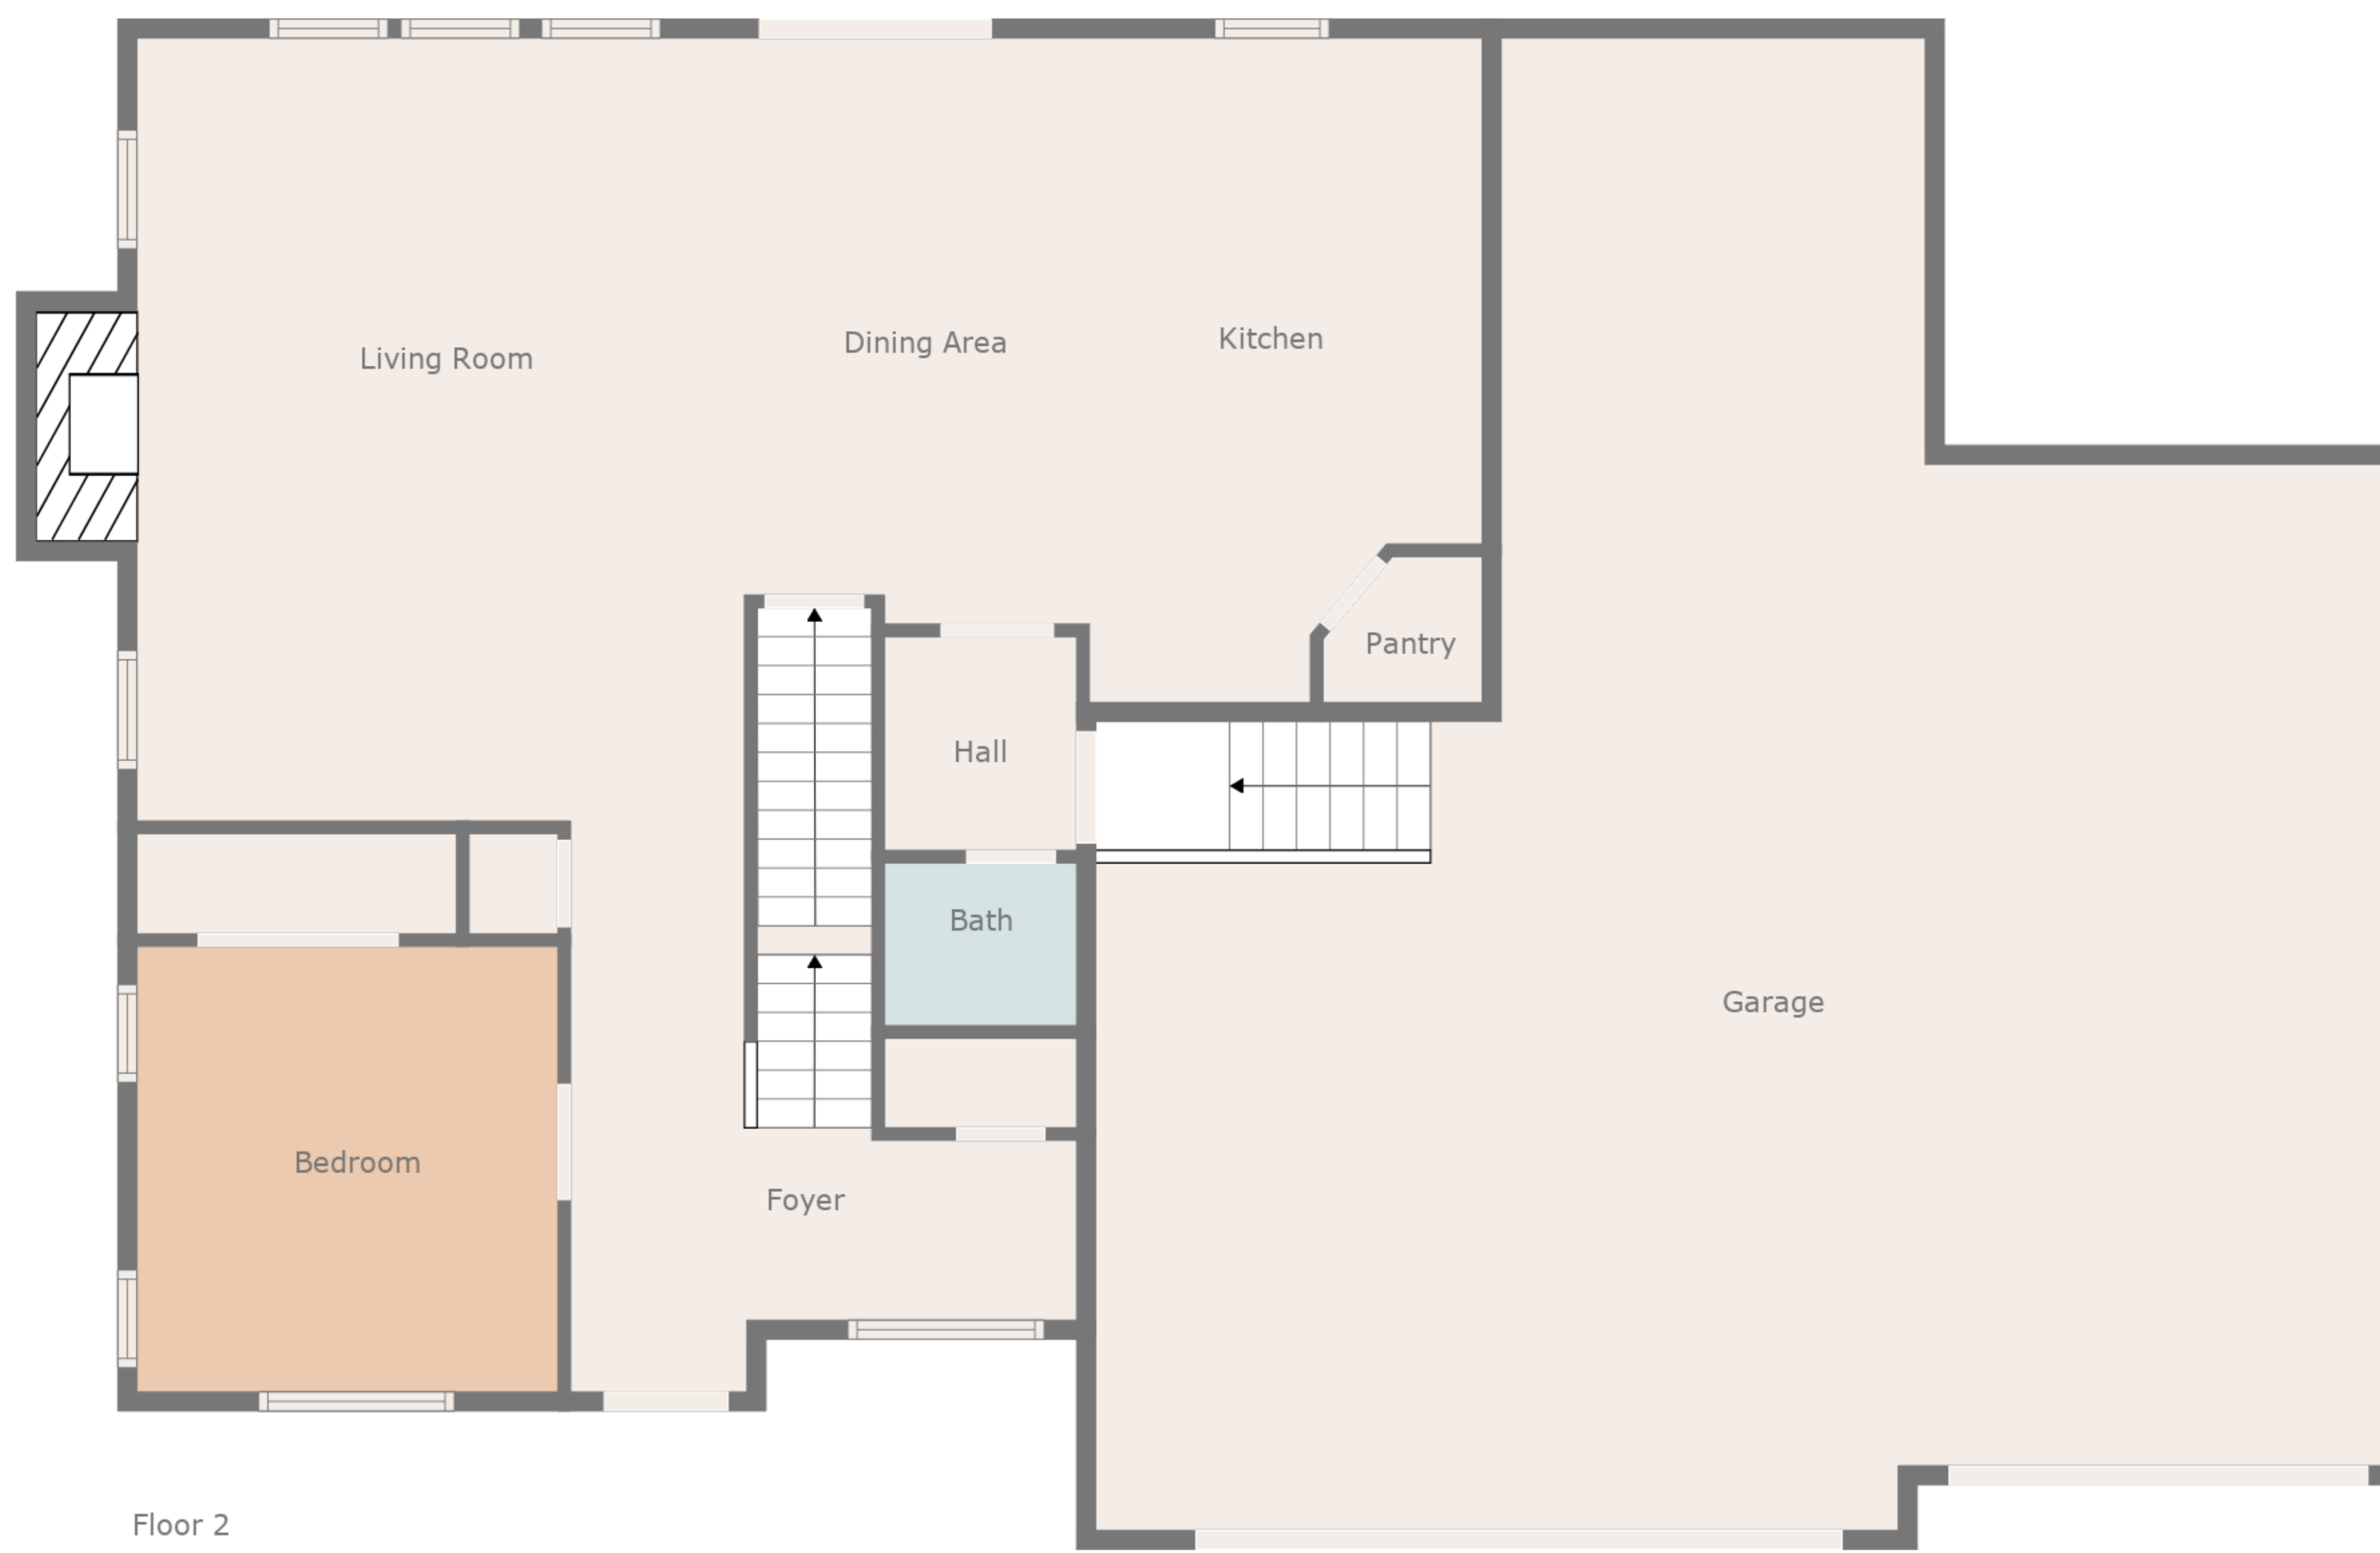 Living Room
Dining Area
Kitchen
Pantry
Hall
Bath
Garage
Bedroom
Foyer
Floor 2